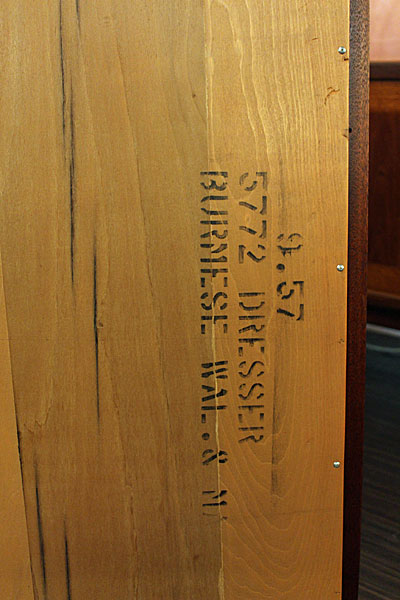 9.57
5772 DRESSER
BURMESE WAL. & M